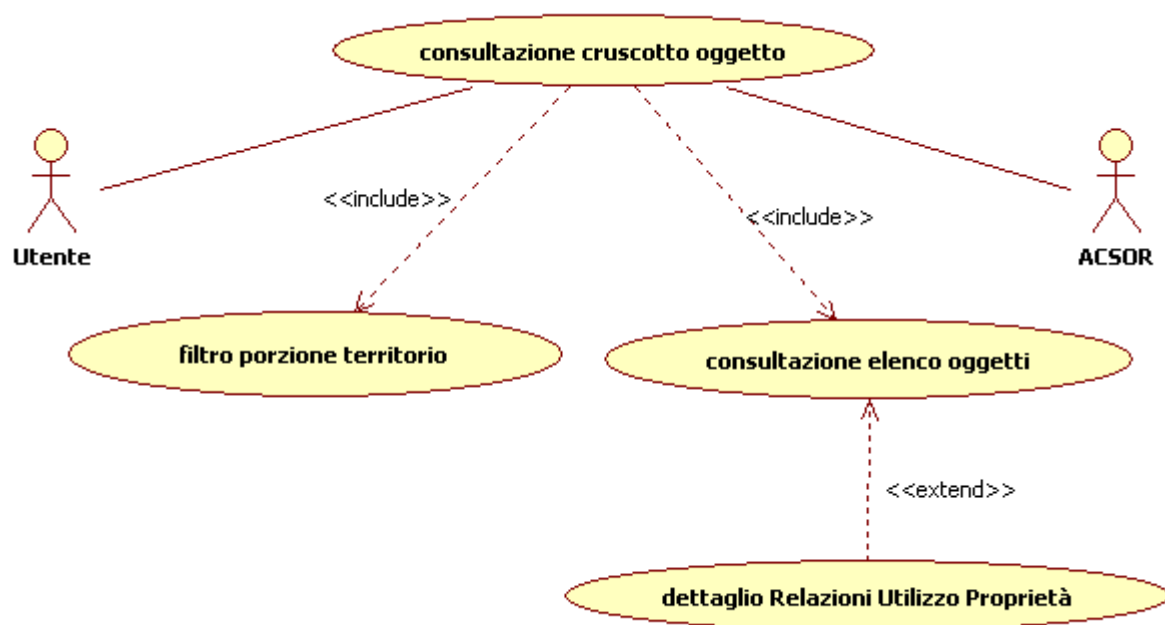 consultazione cruscotto oggetto
<<include>>
<<include>>
Utente
ACSOR
filtro porzione territorio
consultazione elenco oggetti
<<extend>>
dettaglio Relazioni Utilizzo Proprietà